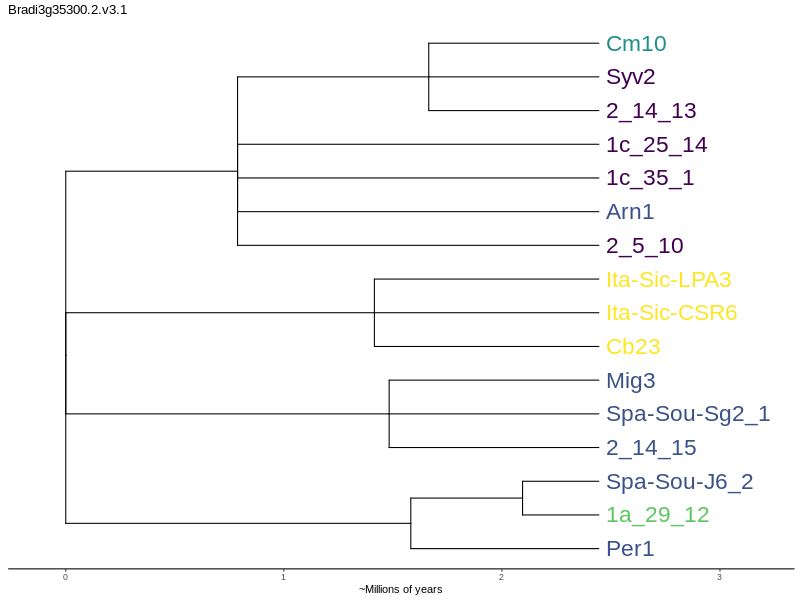 Bradi3g35300.2.v3.1
Cm10
Syv2
2_14_13
1c_25_14
1c_35_1
Arn1
2_5_10
Ita-Sic-LPA3
Ita-Sic-CSR6
Cb23
Mig3
Spa-Sou-Sg2_1
2_14_15
Spa-Sou-J6_2
1a_29_12
Per1
0 1 2 3
~Millions of years